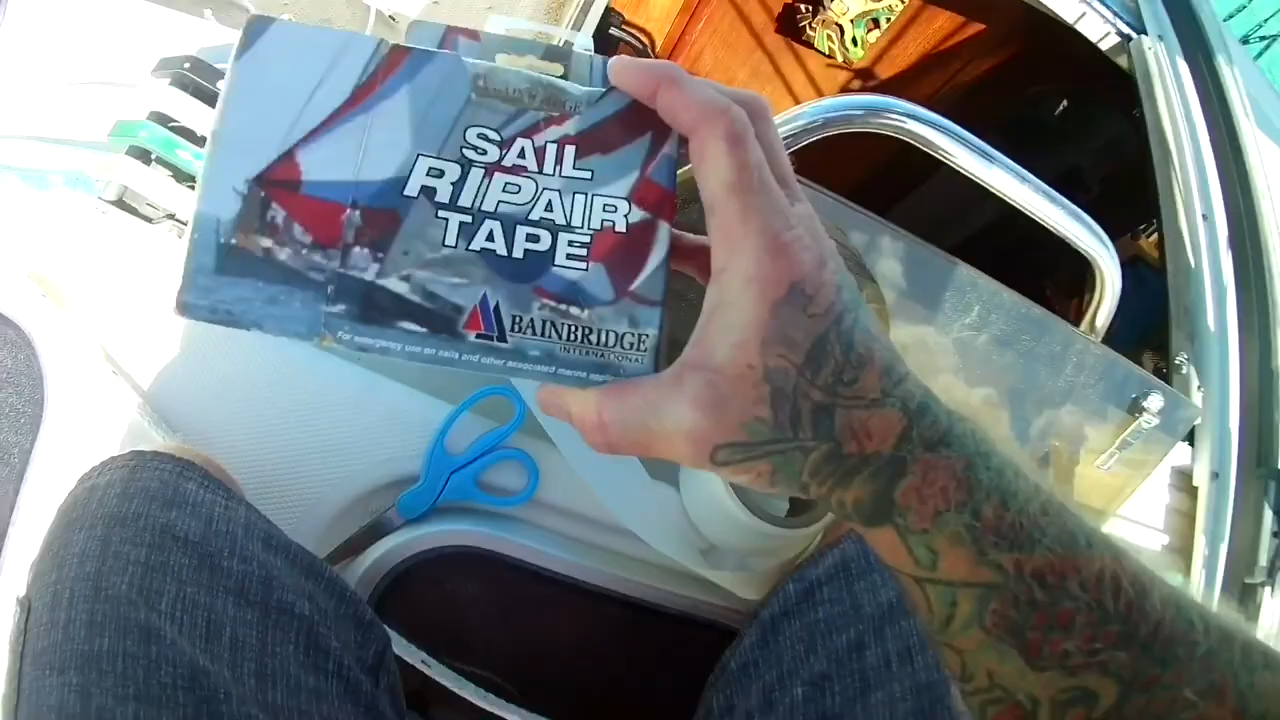 SAIL
RIPAIR
TAPE
BAINBRIDGE
INTERNATIONAL
For emergency use on sails and other associated marine